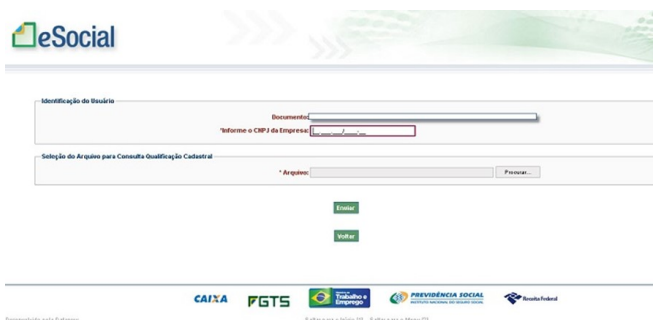 eSocial
Identificação do Usuário
Documento:
*Informe o CNPJ da Empresa:
Seleção do Arquivo para Consulta Qualificação Cadastral
* Arquivo:
Procurar...
Enviar
Voltar
CAIXA
FGTS
Trabalho e
Emprego
PREVIDÊNCIA SOCIAL
INSTITUTO NACIONAL DO SEGURO SOCIAL
Receita Federal